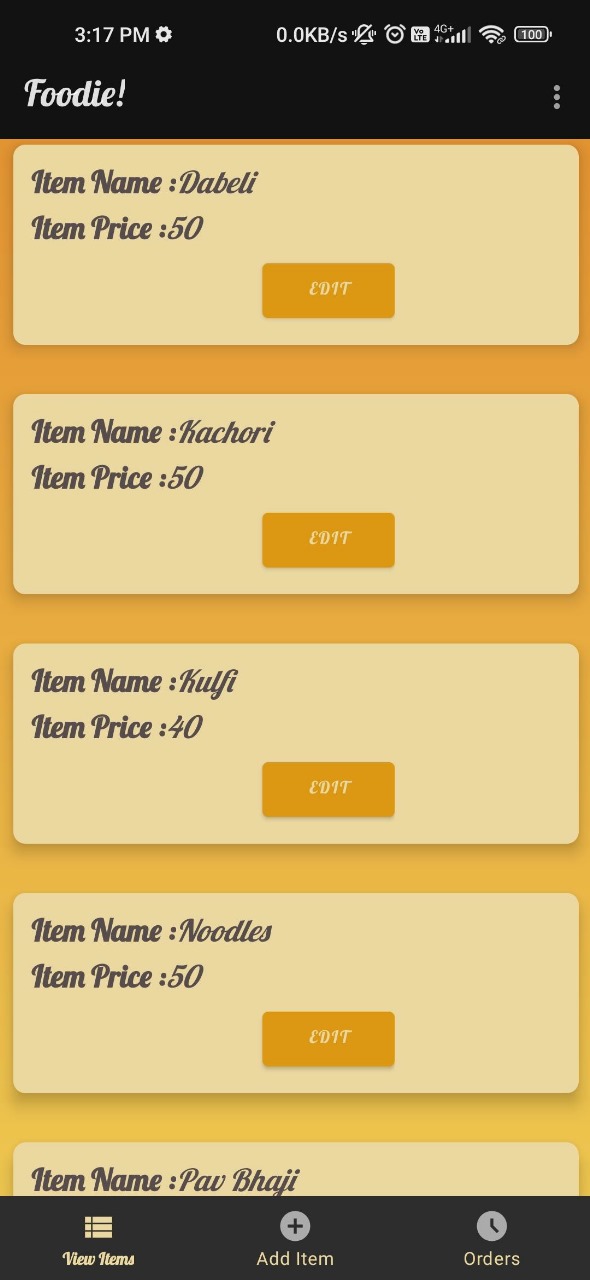 3:17 PM 0.0KB/s Vo LTE 4G+ 100
Foodie!
Item Name :Dabeli
Item Price :50
EDIT
Item Name :Kachori
Item Price :50
EDIT
Item Name :Kulfi
Item Price :40
EDIT
Item Name :Noodles
Item Price :50
EDIT
Item Name :Pav Bhaji
View Items Add Item Orders